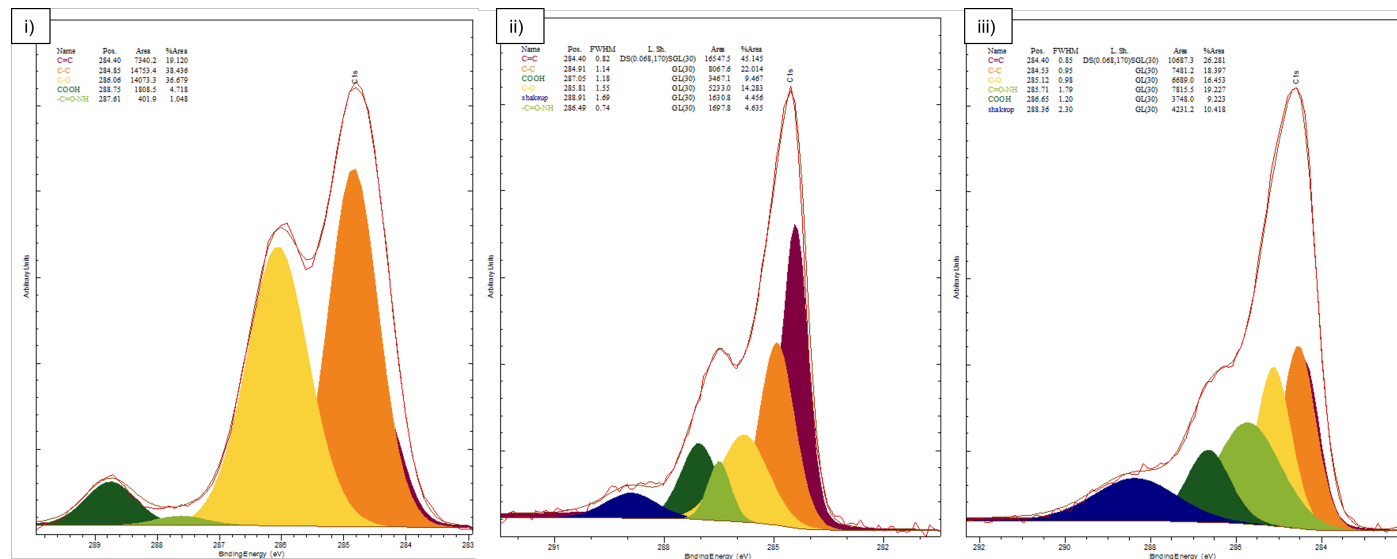 i)
Name Pos. Area %Area
C=C 284.40 7340.2 19.120
C-C 284.85 14753.4 38.436
C-O 286.06 14073.3 36.679
COOH 288.75 1808.5 4.718
-C=O-NH 287.61 401.9 1.048
C1s
Arbitrary Units
289 288 287 286 285 284 283
Binding Energy (eV)
ii)
Name Pos. FWHM L. Sh. Area %Area
C=C 284.40 0.82 DS(0.068,170)SGL(30) 16547.5 45.145
C-C 284.91 1.14 GL(30) 8067.6 22.014
COOH 287.05 1.18 GL(30) 3467.1 9.467
C-O 285.81 1.55 GL(30) 5233.0 14.283
shakeup 288.91 1.69 GL(30) 1630.8 4.456
-C=O-NH 286.49 0.74 GL(30) 1697.8 4.635
C1s
Arbitrary Units
291 288 285 282
Binding Energy (eV)
iii)
Name Pos. FWHM L. Sh. Area %Area
C=C 284.40 0.85 DS(0.068,170)SGL(30) 10687.3 26.281
C-C 284.53 0.95 GL(30) 7481.2 18.397
C-O 285.12 0.98 GL(30) 6689.0 16.453
C=O-NH 285.71 1.79 GL(30) 7815.5 19.227
COOH 286.65 1.20 GL(30) 3748.0 9.223
shakeup 288.36 2.30 GL(30) 4231.2 10.418
C1s
Arbitrary Units
292 290 288 286 284
Binding Energy (eV)